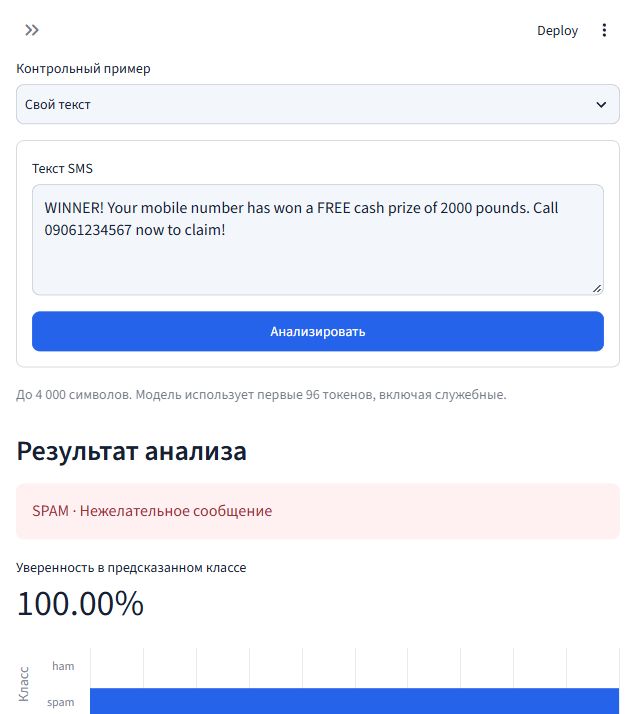 Deploy
Контрольный пример
Свой текст
Текст SMS
WINNER! Your mobile number has won a FREE cash prize of 2000 pounds. Call
09061234567 now to claim!
Анализировать
До 4 000 символов. Модель использует первые 96 токенов, включая служебные.
Результат анализа
SPAM · Нежелательное сообщение
Уверенность в предсказанном классе
100.00%
Класс
ham
spam